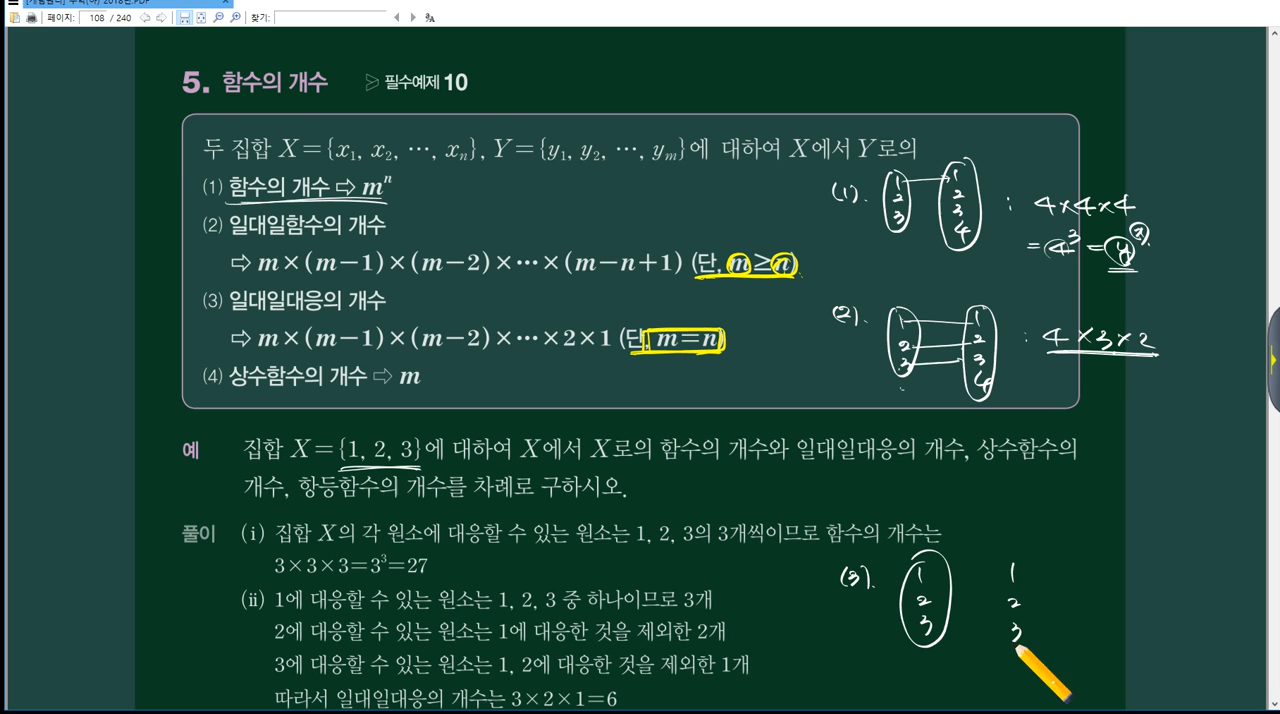 [개념원리] 수학(하) 2018년.PDF
페이지: 108 / 240 찾기:
5. 함수의 개수 ▷ 필수예제 10
두 집합 X={x₁, x₂, ⋯, xₙ}, Y={y₁, y₂, ⋯, yₘ}에 대하여 X에서 Y로의
(1) 함수의 개수 ⇨ mⁿ
(2) 일대일함수의 개수
⇨ m×(m−1)×(m−2)×⋯×(m−n+1) (단, m≥n)
(3) 일대일대응의 개수
⇨ m×(m−1)×(m−2)×⋯×2×1 (단, m=n)
(4) 상수함수의 개수 ⇨ m
(1). 1 2 3 1 2 3 4 : 4×4×4
=4³
(2). 1 2 3 1 2 3 4 : 4×3×2
예 집합 X={1, 2, 3}에 대하여 X에서 X로의 함수의 개수와 일대일대응의 개수, 상수함수의
개수, 항등함수의 개수를 차례로 구하시오.
풀이 (ⅰ) 집합 X의 각 원소에 대응할 수 있는 원소는 1, 2, 3의 3개씩이므로 함수의 개수는
3×3×3=3³=27
(ⅱ) 1에 대응할 수 있는 원소는 1, 2, 3 중 하나이므로 3개
2에 대응할 수 있는 원소는 1에 대응한 것을 제외한 2개
3에 대응할 수 있는 원소는 1, 2에 대응한 것을 제외한 1개
따라서 일대일대응의 개수는 3×2×1=6
(3). 1 2 3 1 2 3